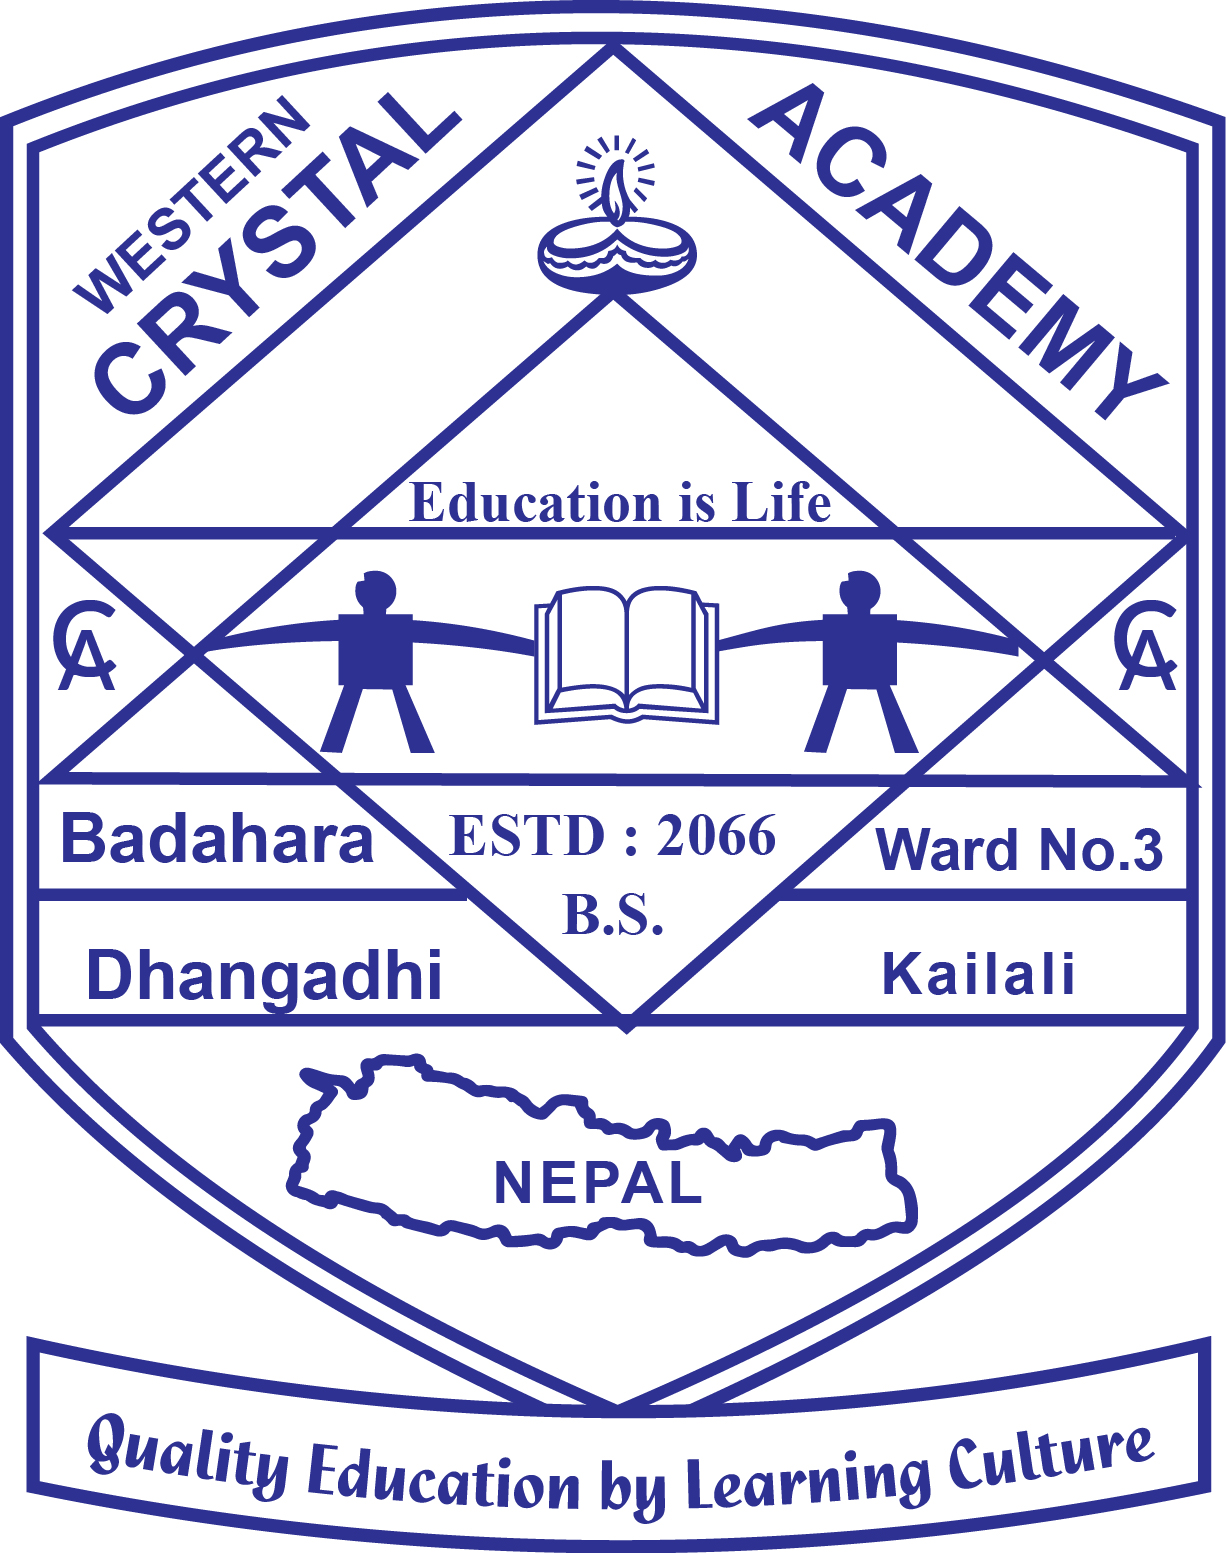 WESTERN
CRYSTAL
ACADEMY
Education is Life
CA
CA
Badahara
ESTD : 2066
B.S.
Ward No.3
Dhangadhi
Kailali
NEPAL
Quality Education by Learning Culture